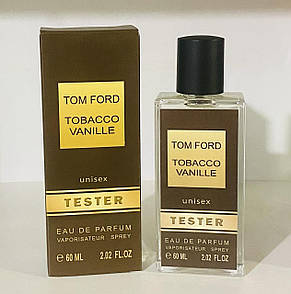 TOM FORD
TOBACCO
VANILLE
unisex
TESTER
EAU DE PARFUM
VAPORISATEUR SPREY
℮ 60 ML 2.02 FL.OZ
TOM FORD
TOBACCO
VANILLE
unisex
TESTER
EAU DE PARFUM
VAPORISATEUR SPREY
℮ 60 ML 2.02 FL.OZ